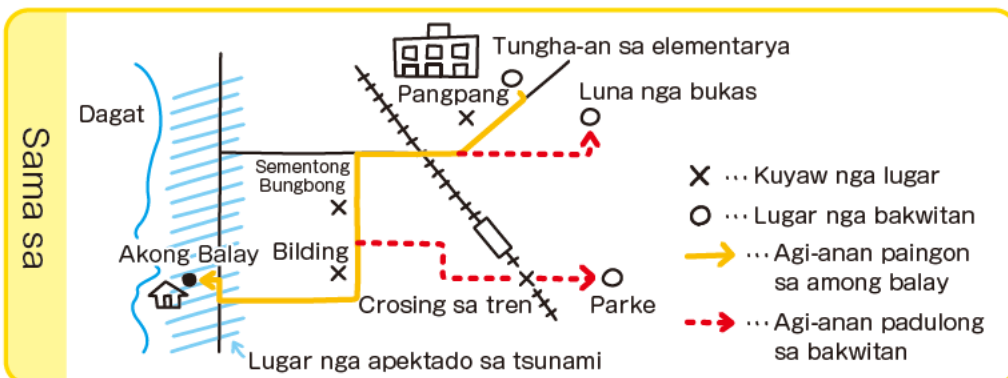 Sama sa
Tungha-an sa elementarya
Pangpang
Luna nga bukas
Dagat
Sementong
Bungbong
Akong Balay
Bilding
Crosing sa tren
Parke
Lugar nga apektado sa tsunami
× ··· Kuyaw nga lugar
○ ··· Lugar nga bakwitan
··· Agi-anan paingon
sa among balay
··· Agi-anan padulong
sa bakwitan